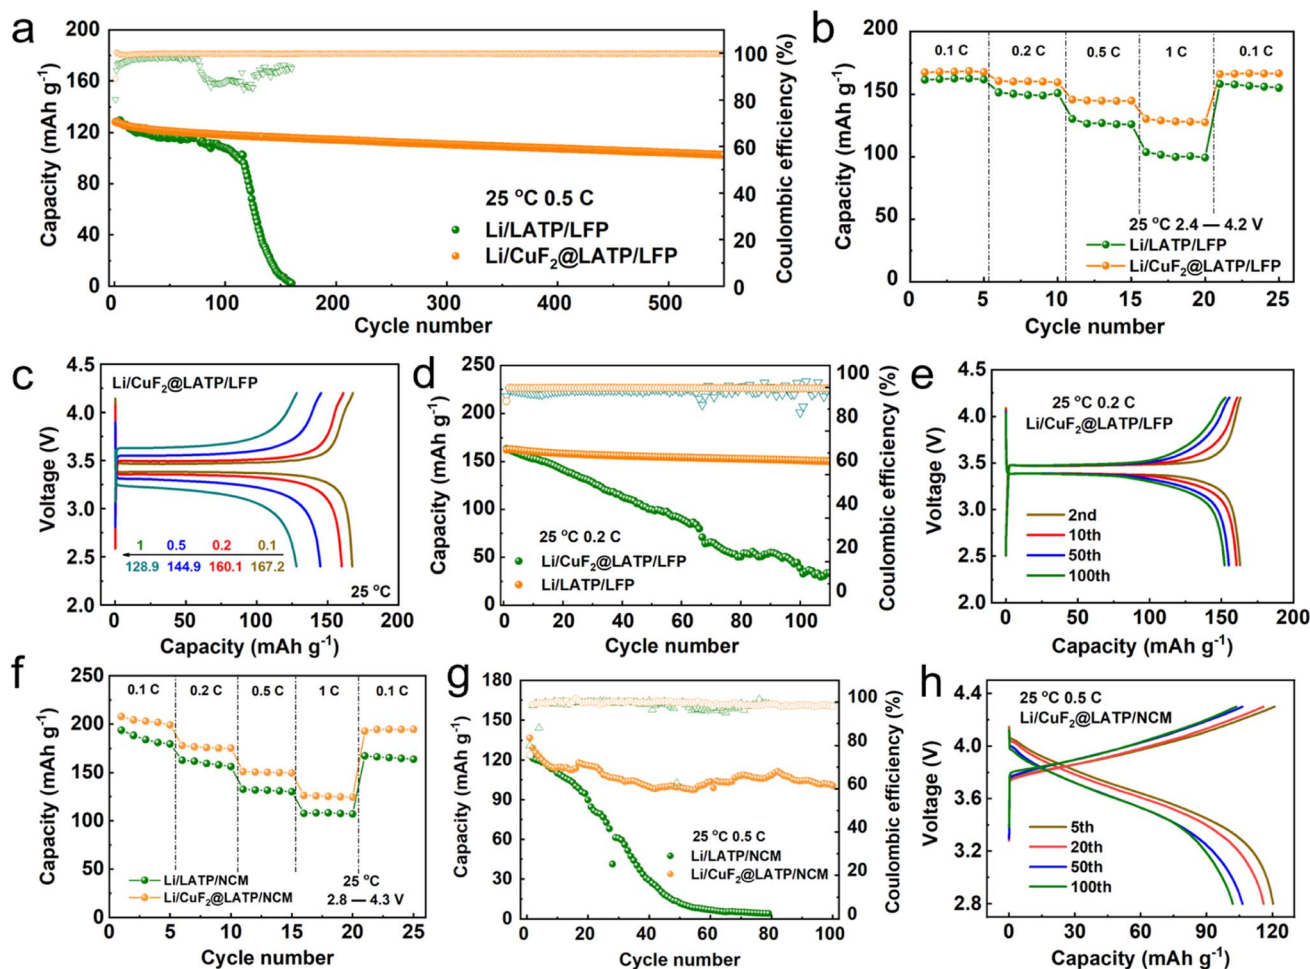 a
180
160
120
80
40
0
Capacity (mAh g-1)
100
80
60
40
20
0
Coulombic efficiency (%)
25 oC 0.5 C
Li/LATP/LFP
Li/CuF2@LATP/LFP
0 100 200 300 400 500
Cycle number
b
200
150
100
50
0
Capacity (mAh g-1)
0.1 C 0.2 C 0.5 C 1 C 0.1 C
25 oC 2.4 — 4.2 V
Li/LATP/LFP
Li/CuF2@LATP/LFP
0 5 10 15 20 25
Cycle number
c
4.5
4.0
3.5
3.0
2.5
2.0
Voltage (V)
Li/CuF2@LATP/LFP
1 0.5 0.2 0.1
128.9 144.9 160.1 167.2
25 oC
0 40 80 120 160 200
Capacity (mAh g-1)
d
250
200
150
100
50
0
Capacity (mAh g-1)
100
80
60
40
20
0
Coulombic efficiency (%)
25 oC 0.2 C
Li/CuF2@LATP/LFP
Li/LATP/LFP
0 20 40 60 80 100
Cycle number
e
4.5
4.0
3.5
3.0
2.5
2.0
Voltage (V)
25 oC 0.2 C
Li/CuF2@LATP/LFP
2nd
10th
50th
100th
0 50 100 150 200
Capacity (mAh g-1)
f
250
200
150
100
50
0
Capacity (mAh g-1)
0.1 C 0.2 C 0.5 C 1 C 0.1 C
Li/LATP/NCM
Li/CuF2@LATP/NCM
25 oC
2.8 — 4.3 V
0 5 10 15 20 25
Cycle number
g
180
150
120
90
60
30
0
Capacity (mAh g-1)
100
80
60
40
20
0
Coulombic efficiency (%)
25 oC 0.5 C
Li/LATP/NCM
Li/CuF2@LATP/NCM
0 20 40 60 80 100
Cycle number
h
4.4
4.0
3.6
3.2
2.8
Voltage (V)
25 oC 0.5 C
Li/CuF2@LATP/NCM
5th
20th
50th
100th
0 30 60 90 120
Capacity (mAh g-1)